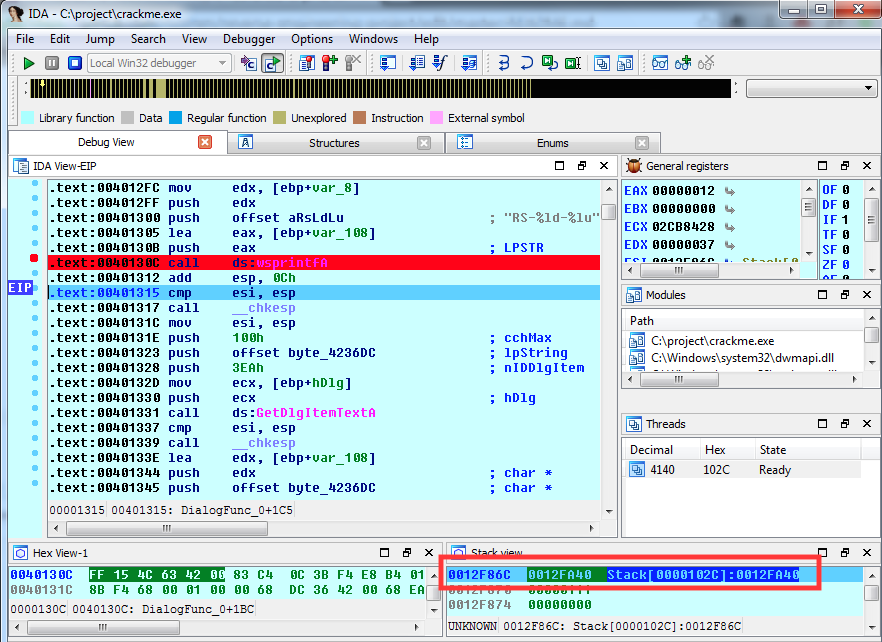 IDA - C:\project\crackme.exe
File Edit Jump Search View Debugger Options Windows Help
Local Win32 debugger
Library function Data Regular function Unexplored Instruction External symbol
Debug View Structures Enums
IDA View-EIP
.text:004012FC mov edx, [ebp+var_8]
.text:004012FF push edx
.text:00401300 push offset aRsLdLu ; "RS-%ld-%lu"
.text:00401305 lea eax, [ebp+var_108]
.text:0040130B push eax ; LPSTR
.text:0040130C call ds:wsprintfA
.text:00401312 add esp, 0Ch
EIP
.text:00401315 cmp esi, esp
.text:00401317 call __chkesp
.text:0040131C mov esi, esp
.text:0040131E push 100h ; cchMax
.text:00401323 push offset byte_4236DC ; lpString
.text:00401328 push 3EAh ; nIDDlgItem
.text:0040132D mov ecx, [ebp+hDlg]
.text:00401330 push ecx ; hDlg
.text:00401331 call ds:GetDlgItemTextA
.text:00401337 cmp esi, esp
.text:00401339 call __chkesp
.text:0040133E lea edx, [ebp+var_108]
.text:00401344 push edx ; char *
.text:00401345 push offset byte_4236DC ; char *
00001315 00401315: DialogFunc_0+1C5
General registers
EAX 00000012
EBX 00000000
ECX 02CB8428
EDX 00000037
OF 0
DF 0
IF 1
TF 0
SF 0
ZF 0
Modules
Path
C:\project\crackme.exe
C:\Windows\system32\dwmapi.dll
Threads
Decimal Hex State
4140 102C Ready
Hex View-1
0040130C FF 15 4C 63 42 00 83 C4 0C 3B F4 E8 B4 01
0040131C 8B F4 68 00 01 00 00 68 DC 36 42 00 68 EA
0000130C 0040130C: DialogFunc_0+1BC
Stack view
0012F86C 0012FA40 Stack[0000102C]:0012FA40
0012F870 00000111
0012F874 00000000
UNKNOWN 0012F86C: Stack[0000102C]:0012F86C